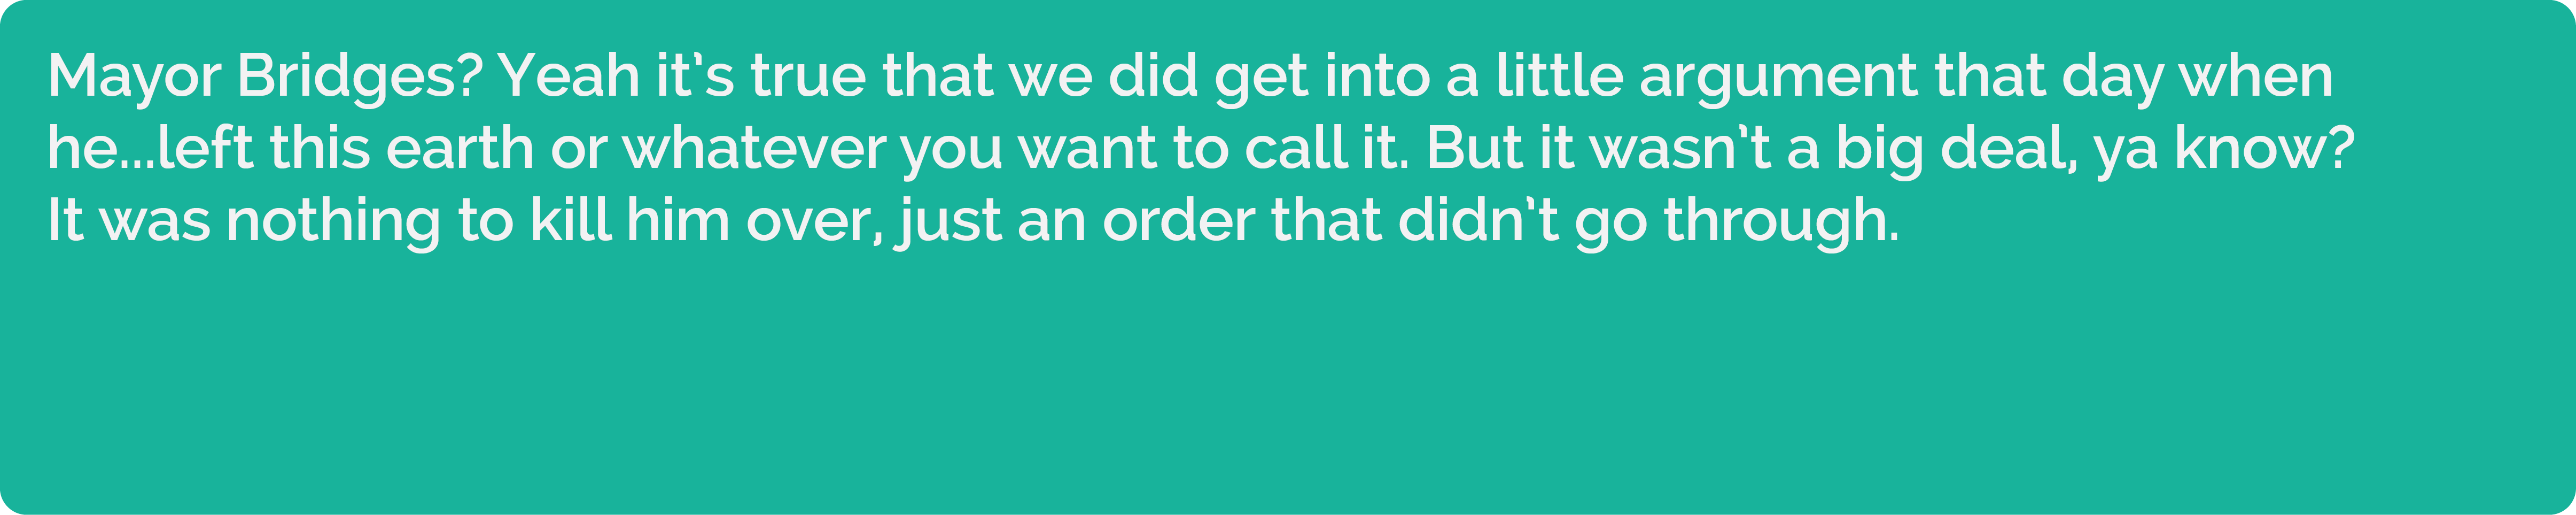 Mayor Bridges? Yeah it’s true that we did get into a little argument that day when
he...left this earth or whatever you want to call it. But it wasn’t a big deal, ya know?
It was nothing to kill him over, just an order that didn’t go through.